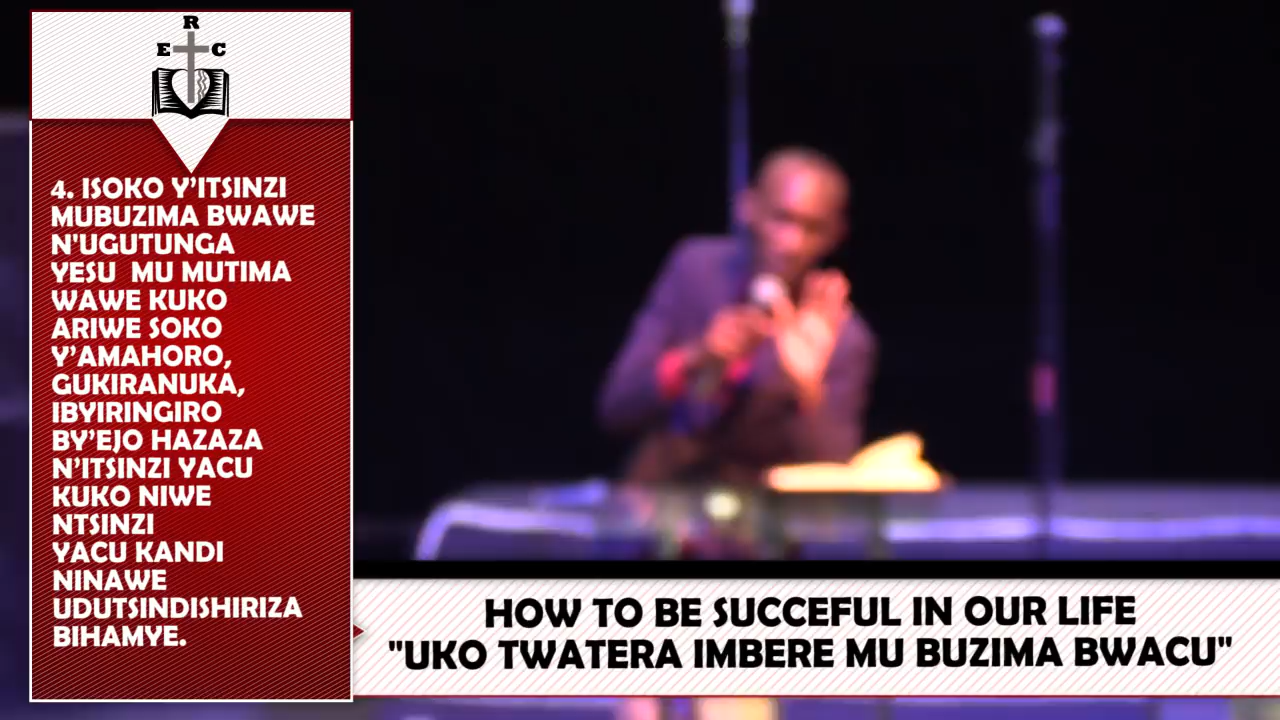 R
E C
4. ISOKO Y'ITSINZI
MUBUZIMA BWAWE
N'UGUTUNGA
YESU MU MUTIMA
WAWE KUKO
ARIWE SOKO
Y'AMAHORO,
GUKIRANUKA,
IBYIRINGIRO
BY'EJO HAZAZA
N'ITSINZI YACU
KUKO NIWE
NTSINZI
YACU KANDI
NINAWE
UDUTSINDISHIRIZA
BIHAMYE.
HOW TO BE SUCCEFUL IN OUR LIFE
"UKO TWATERA IMBERE MU BUZIMA BWACU"